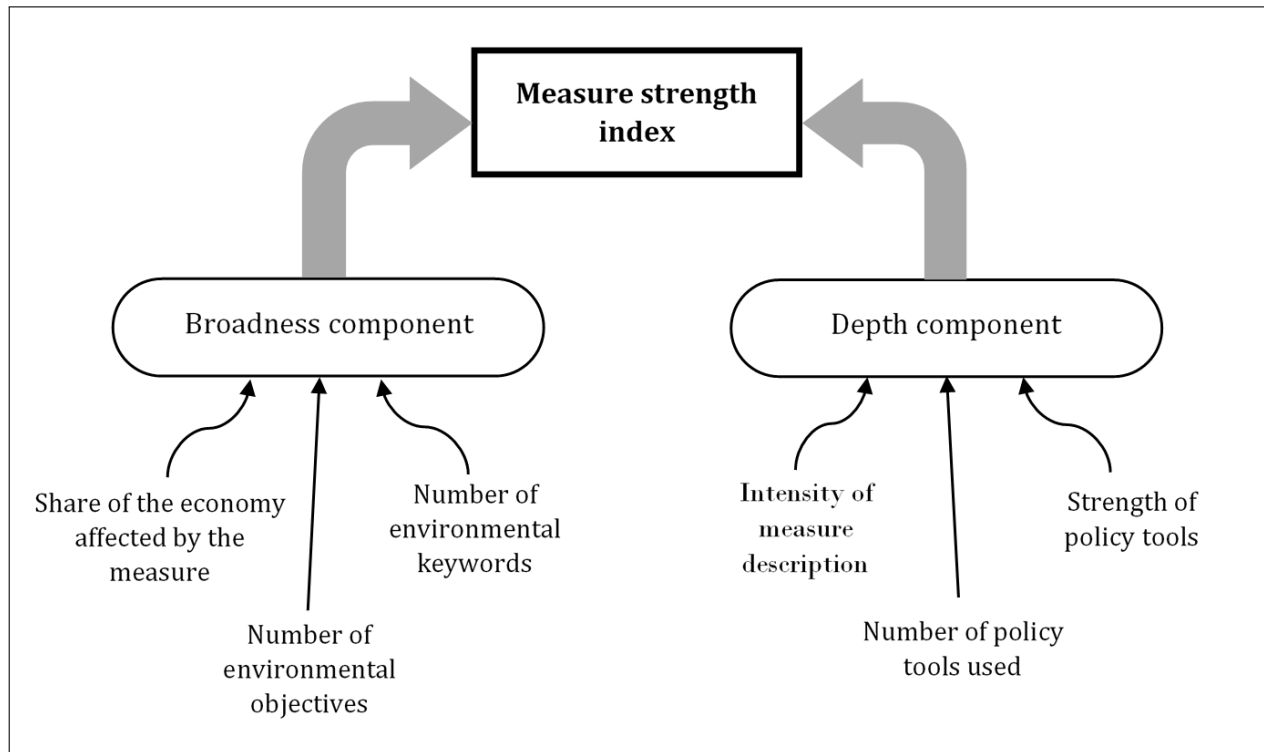 Measure strength
index
Broadness component
Depth component
Share of the economy
affected by the
measure
Number of
environmental
objectives
Number of
environmental
keywords
Intensity of
measure
description
Number of policy
tools used
Strength of
policy tools